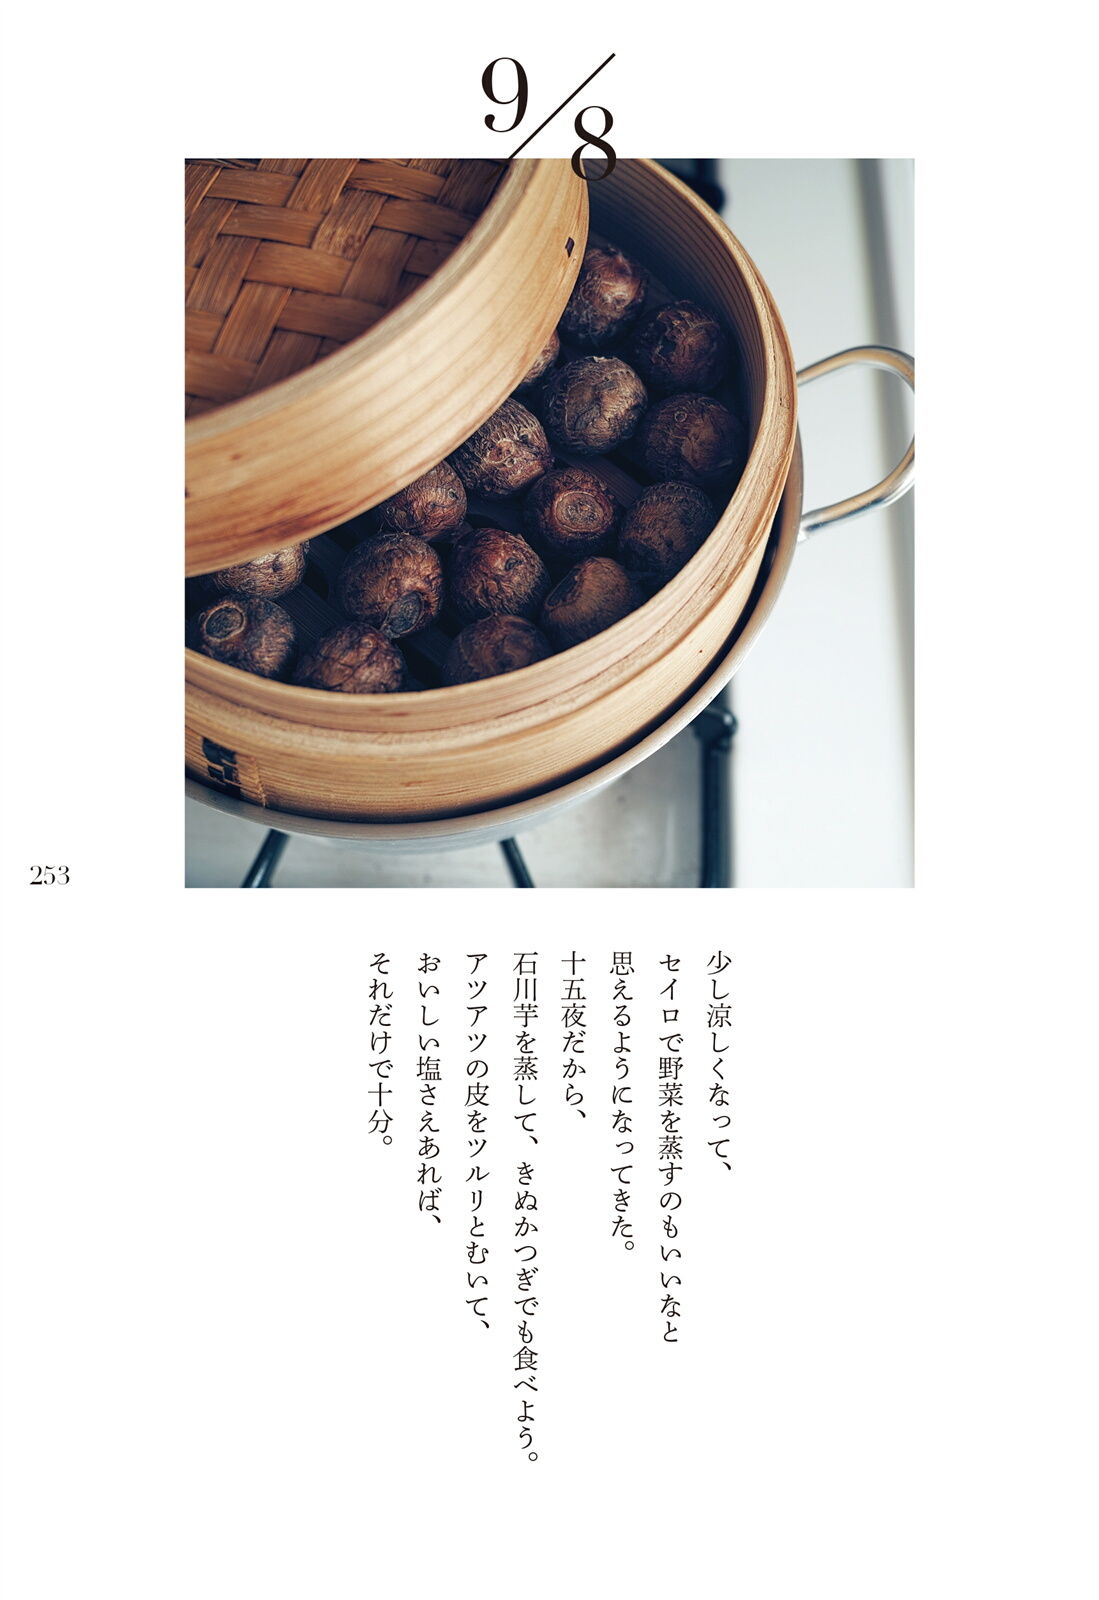 9/8
少し涼しくなって、
セイロで野菜を蒸すのもいいなと
思えるようになってきた。
十五夜だから、
石川芋を蒸して、きぬかつぎでも食べよう。
アツアツの皮をツルリとむいて、
おいしい塩さえあれば、
それだけで十分。
253